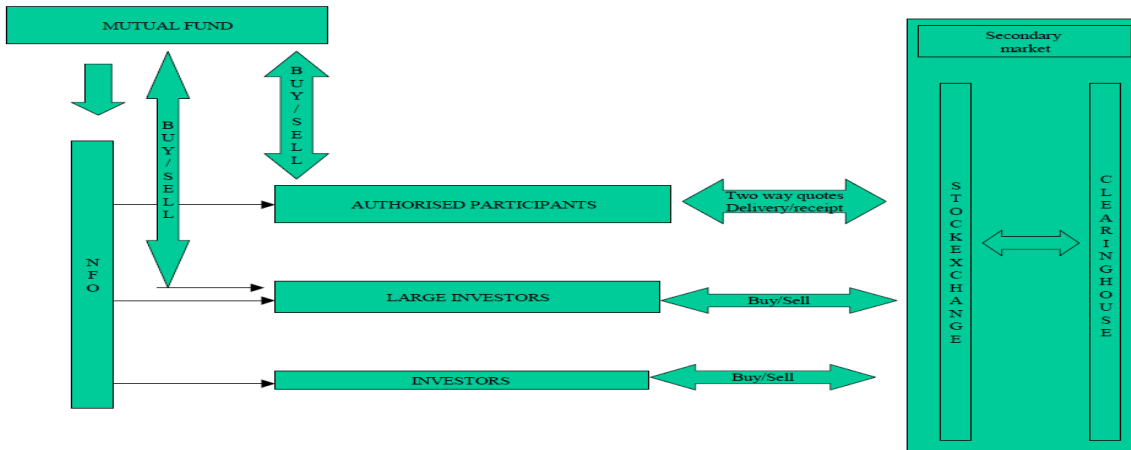 MUTUAL FUND
Secondary
market
BUY/SELL
BUY/SELL
NFO
AUTHORISED PARTICIPANTS
Two way quotes
Delivery/receipt
LARGE INVESTORS
Buy/Sell
INVESTORS
Buy/Sell
STOCKEXCHANGE
CLEARINGHOUSE